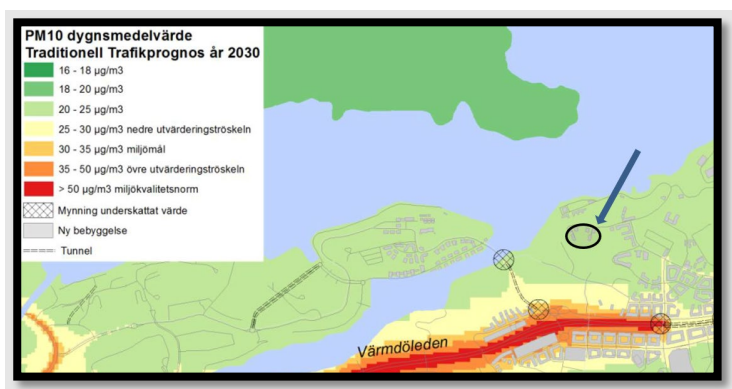 PM10 dygnsmedelvärde
Traditionell Trafikprognos år 2030
16 - 18 µg/m3
18 - 20 µg/m3
20 - 25 µg/m3
25 - 30 µg/m3 nedre utvärderingströskeln
30 - 35 µg/m3 miljömål
35 - 50 µg/m3 övre utvärderingströskeln
> 50 µg/m3 miljökvalitetsnorm
Mynning underskattat värde
Ny bebyggelse
Tunnel
Värmdöleden